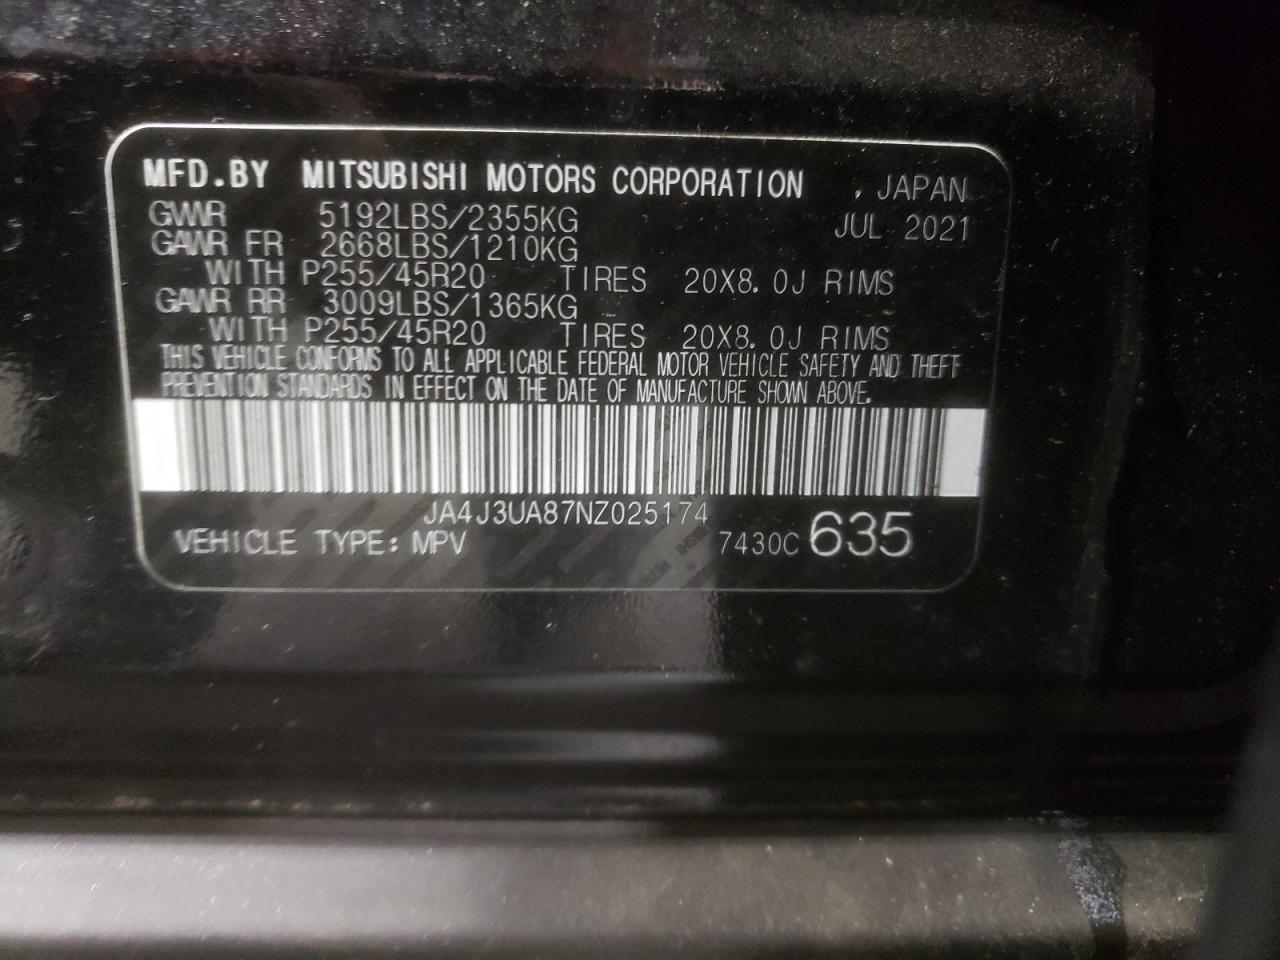 MFD.BY MITSUBISHI MOTORS CORPORATION , JAPAN
GVWR 5192LBS/2355KG JUL 2021
GAWR FR 2668LBS/1210KG
WITH P255/45R20 TIRES 20X8.0J RIMS
GAWR RR 3009LBS/1365KG
WITH P255/45R20 TIRES 20X8.0J RIMS
THIS VEHICLE CONFORMS TO ALL APPLICABLE FEDERAL MOTOR VEHICLE SAFETY AND THEFT
PREVENTION STANDARDS IN EFFECT ON THE DATE OF MANUFACTURE SHOWN ABOVE.
JA4J3UA87NZ025174
VEHICLE TYPE: MPV 7430C 635